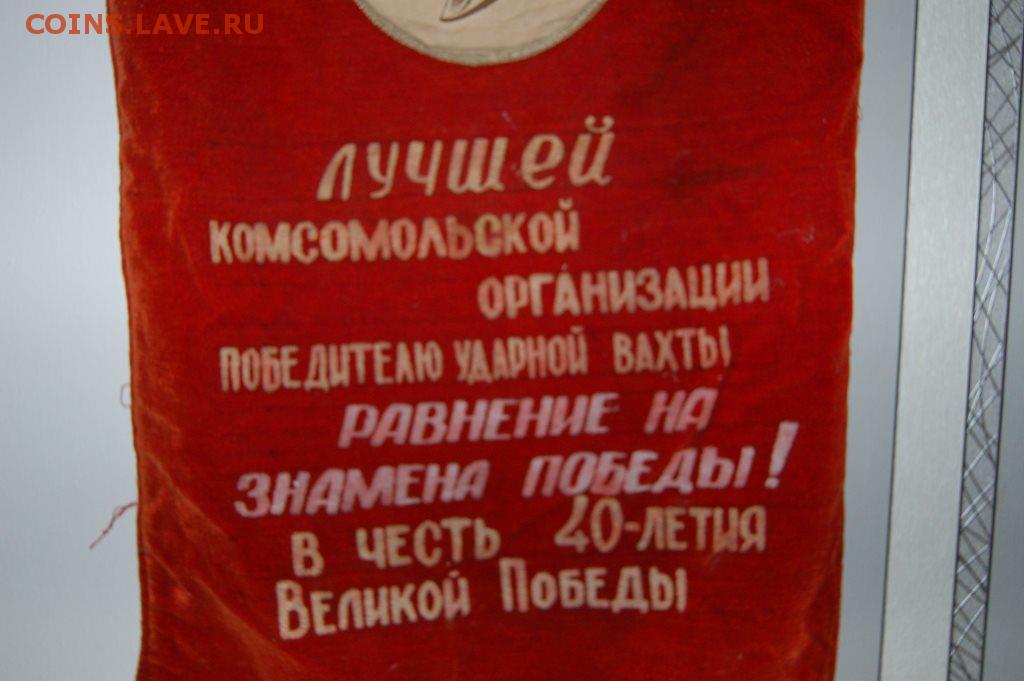 COINS.LAVE.RU
ЛУЧШЕЙ
КОМСОМОЛЬСКОЙ
ОРГАНИЗАЦИИ
ПОБЕДИТЕЛЮ УДАРНОЙ ВАХТЫ
РАВНЕНИЕ НА
ЗНАМЕНА ПОБЕДЫ!
В ЧЕСТЬ 40-ЛЕТИЯ
ВЕЛИКОЙ ПОБЕДЫ